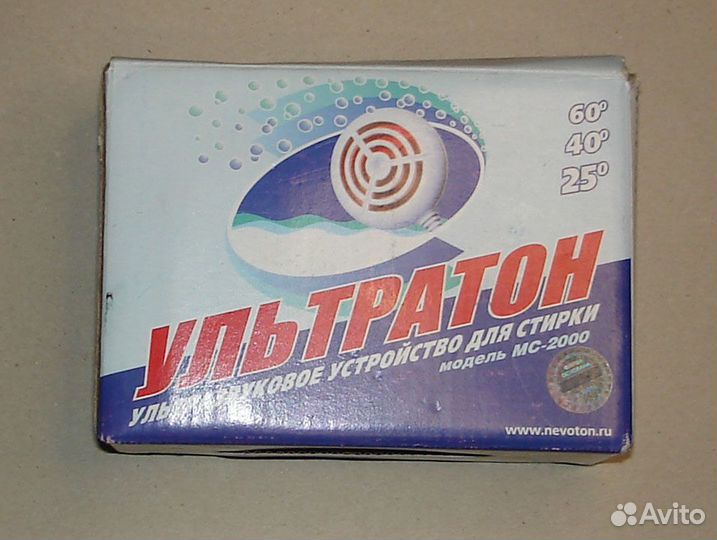 60°
40°
25°
УЛЬТРАТОН
УЛЬТРАЗВУКОВОЕ УСТРОЙСТВО ДЛЯ СТИРКИ
модель МС-2000
www.nevoton.ru
Avito